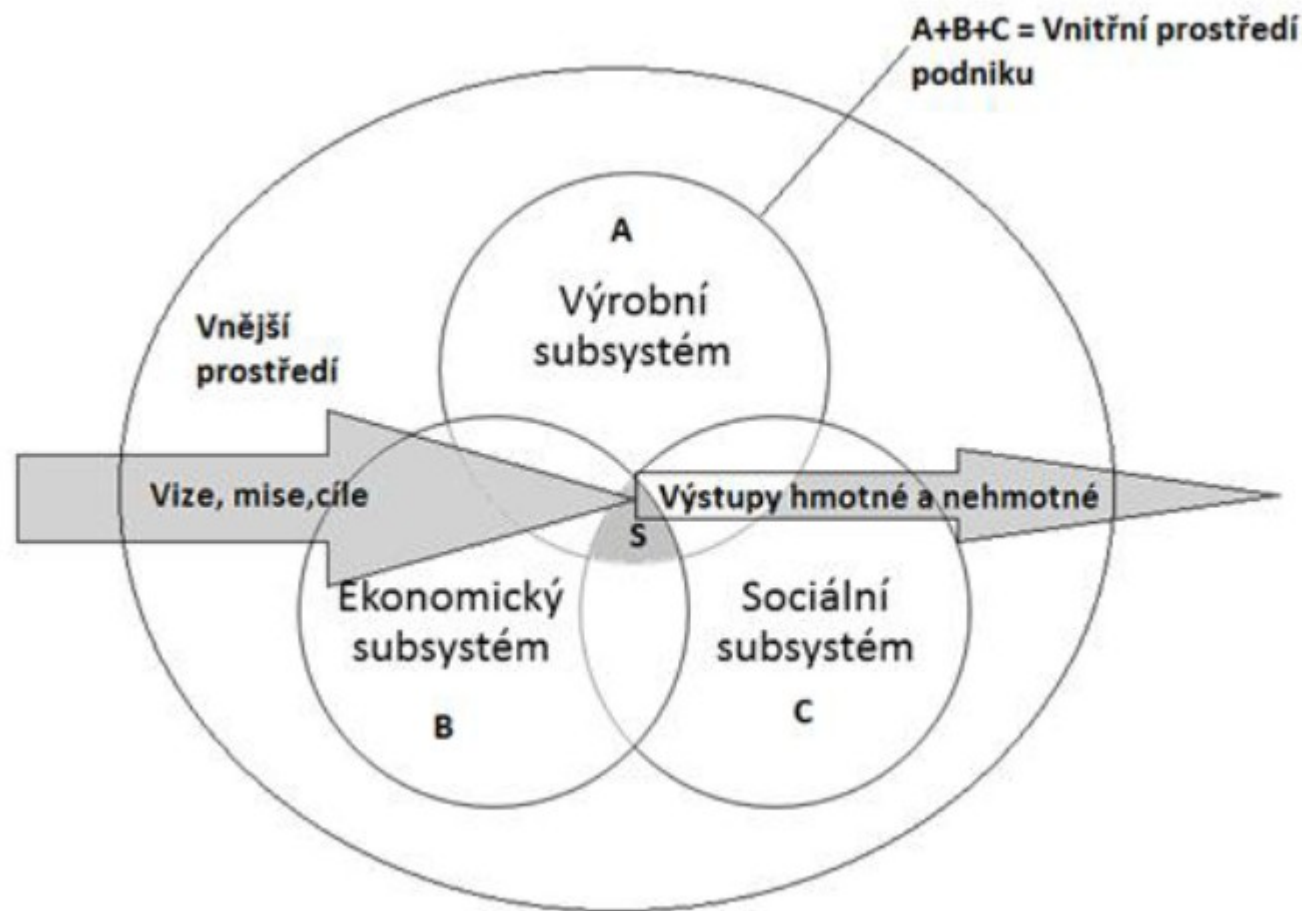 A+B+C = Vnitřní prostředí
podniku
A
Výrobní
subsystém
Vnější
prostředí
Vize, mise,cíle
Výstupy hmotné a nehmotné
S
Ekonomický
subsystém
B
Sociální
subsystém
C